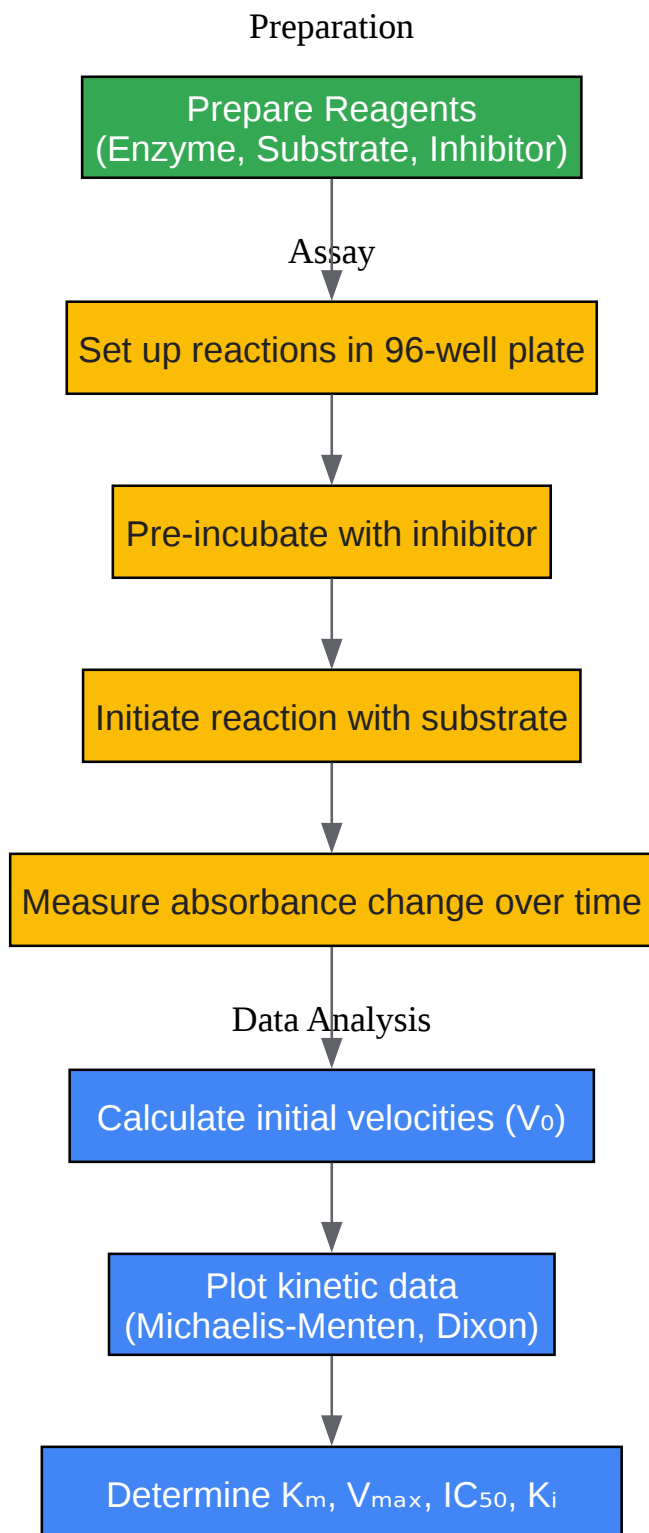 Preparation
Prepare Reagents
(Enzyme, Substrate, Inhibitor)
Assay
Set up reactions in 96-well plate
Pre-incubate with inhibitor
Initiate reaction with substrate
Measure absorbance change over time
Data Analysis
Calculate initial velocities (V₀)
Plot kinetic data
(Michaelis-Menten, Dixon)
Determine Kₘ, Vₘₐₓ, IC₅₀, Kᵢ